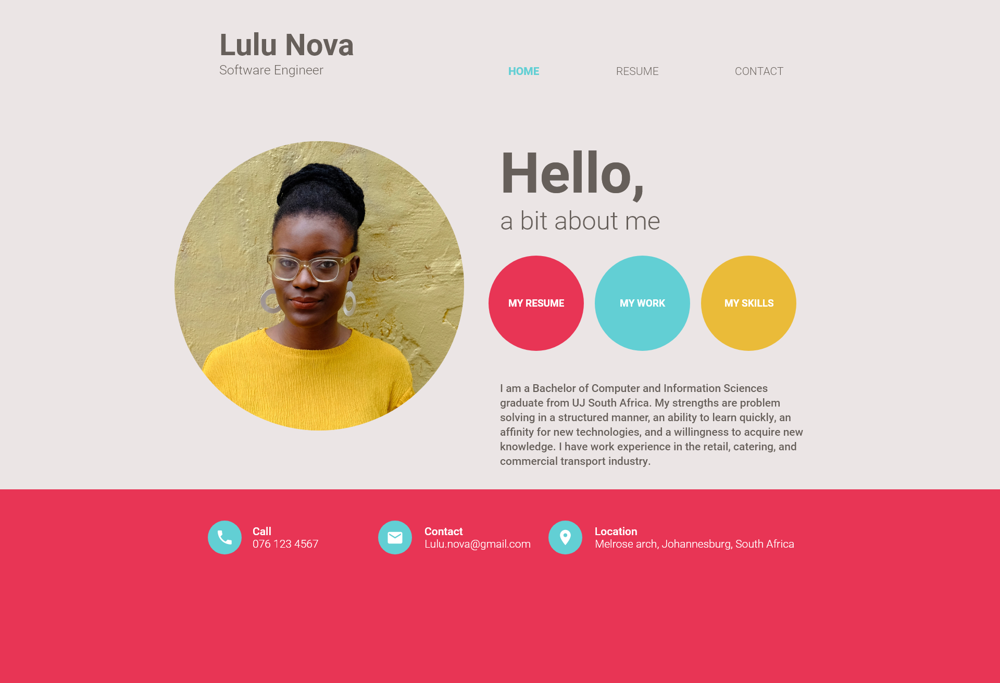 Lulu Nova
Software Engineer
HOME RESUME CONTACT
Hello,
a bit about me
MY RESUME MY WORK MY SKILLS
I am a Bachelor of Computer and Information Sciences
graduate from UJ South Africa. My strengths are problem
solving in a structured manner, an ability to learn quickly, an
affinity for new technologies, and a willingness to acquire new
knowledge. I have work experience in the retail, catering, and
commercial transport industry.
Call
076 123 4567
Contact
Lulu.nova@gmail.com
Location
Melrose arch, Johannesburg, South Africa